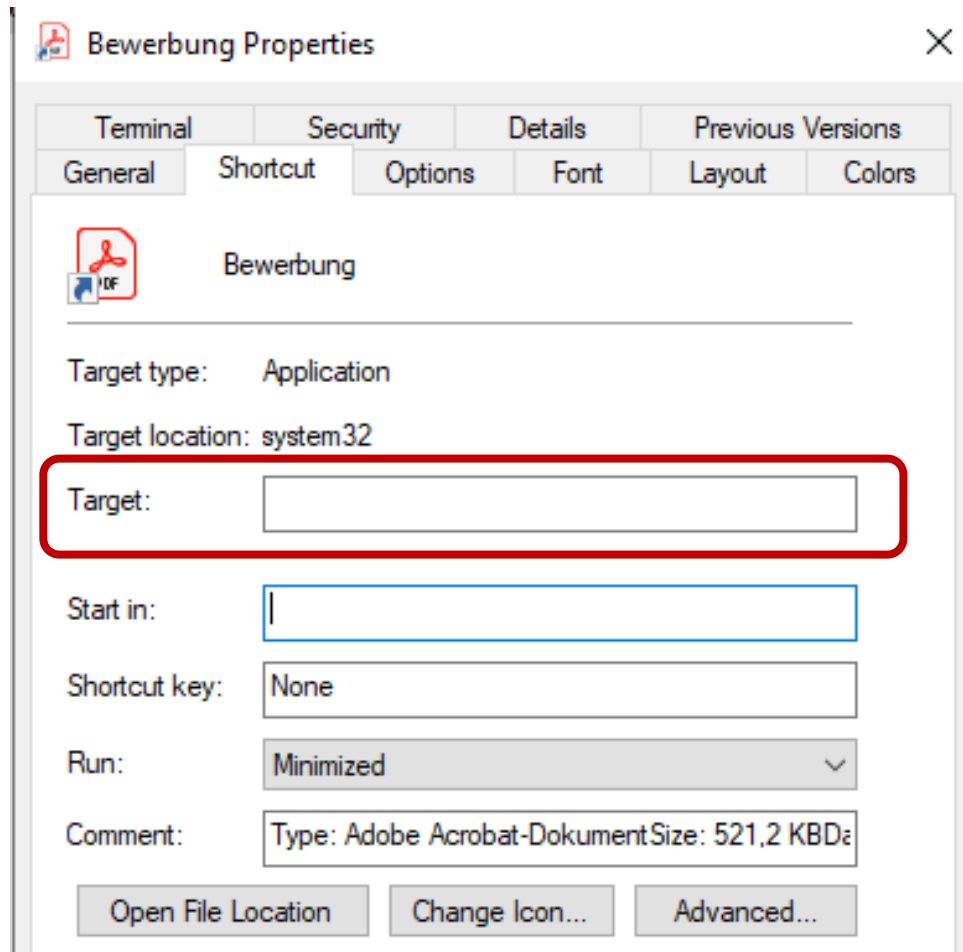 Bewerbung Properties
Terminal Security Details Previous Versions
General Shortcut Options Font Layout Colors
PDF
Bewerbung
Target type: Application
Target location: system32
Target:
Start in:
Shortcut key: None
Run: Minimized
Comment: Type: Adobe Acrobat-DokumentSize: 521,2 KBDa
Open File Location Change Icon... Advanced...